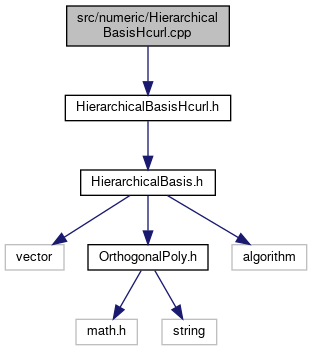 src/numeric/Hierarchical
BasisHcurl.cpp
HierarchicalBasisHcurl.h
HierarchicalBasis.h
vector
OrthogonalPoly.h
algorithm
math.h
string